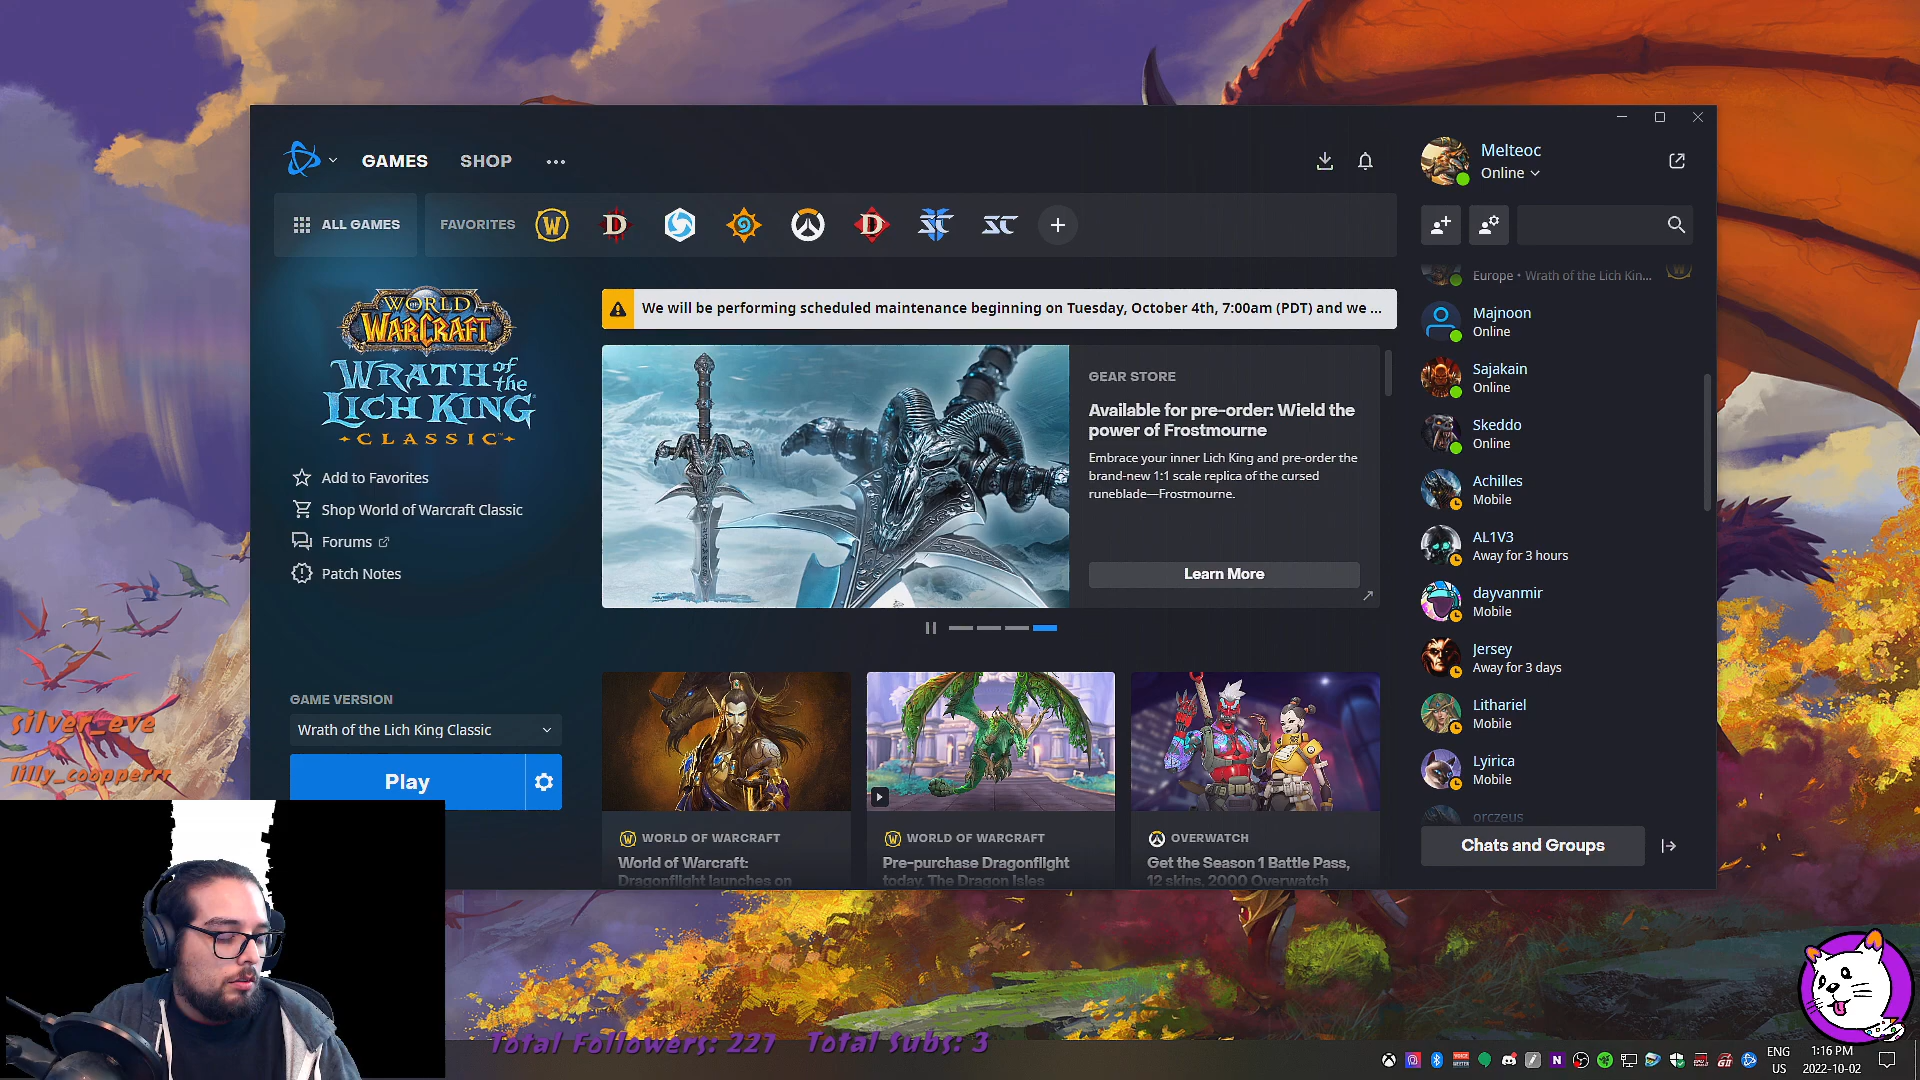 GAMES
SHOP
ALL GAMES
FAVORITES
WORLD
OF
WARCRAFT
WRATH of the
LICH KING
CLASSIC
Add to Favorites
Shop World of Warcraft Classic
Forums
Patch Notes
GAME VERSION
Wrath of the Lich King Classic
Play
We will be performing scheduled maintenance beginning on Tuesday, October 4th, 7:00am (PDT) and we ...
GEAR STORE
Available for pre-order: Wield the
power of Frostmourne
Embrace your inner Lich King and pre-order the
brand-new 1:1 scale replica of the cursed
runeblade—Frostmourne.
Learn More
WORLD OF WARCRAFT
World of Warcraft:
Dragonflight launches on
WORLD OF WARCRAFT
Pre-purchase Dragonflight
today. The Dragon Isles
OVERWATCH
Get the Season 1 Battle Pass,
12 skins, 2000 Overwatch
Melteoc
Online
Europe • Wrath of the Lich Kin...
Majnoon
Online
Sajakain
Online
Skeddo
Online
Achilles
Mobile
AL1V3
Away for 3 hours
dayvanmir
Mobile
Jersey
Away for 3 days
Lithariel
Mobile
Lyirica
Mobile
orczeus
Chats and Groups
silver_eve
lilly_coopperrr
Total Followers: 227 Total Subs: 3
ENG
US
1:16 PM
2022-10-02